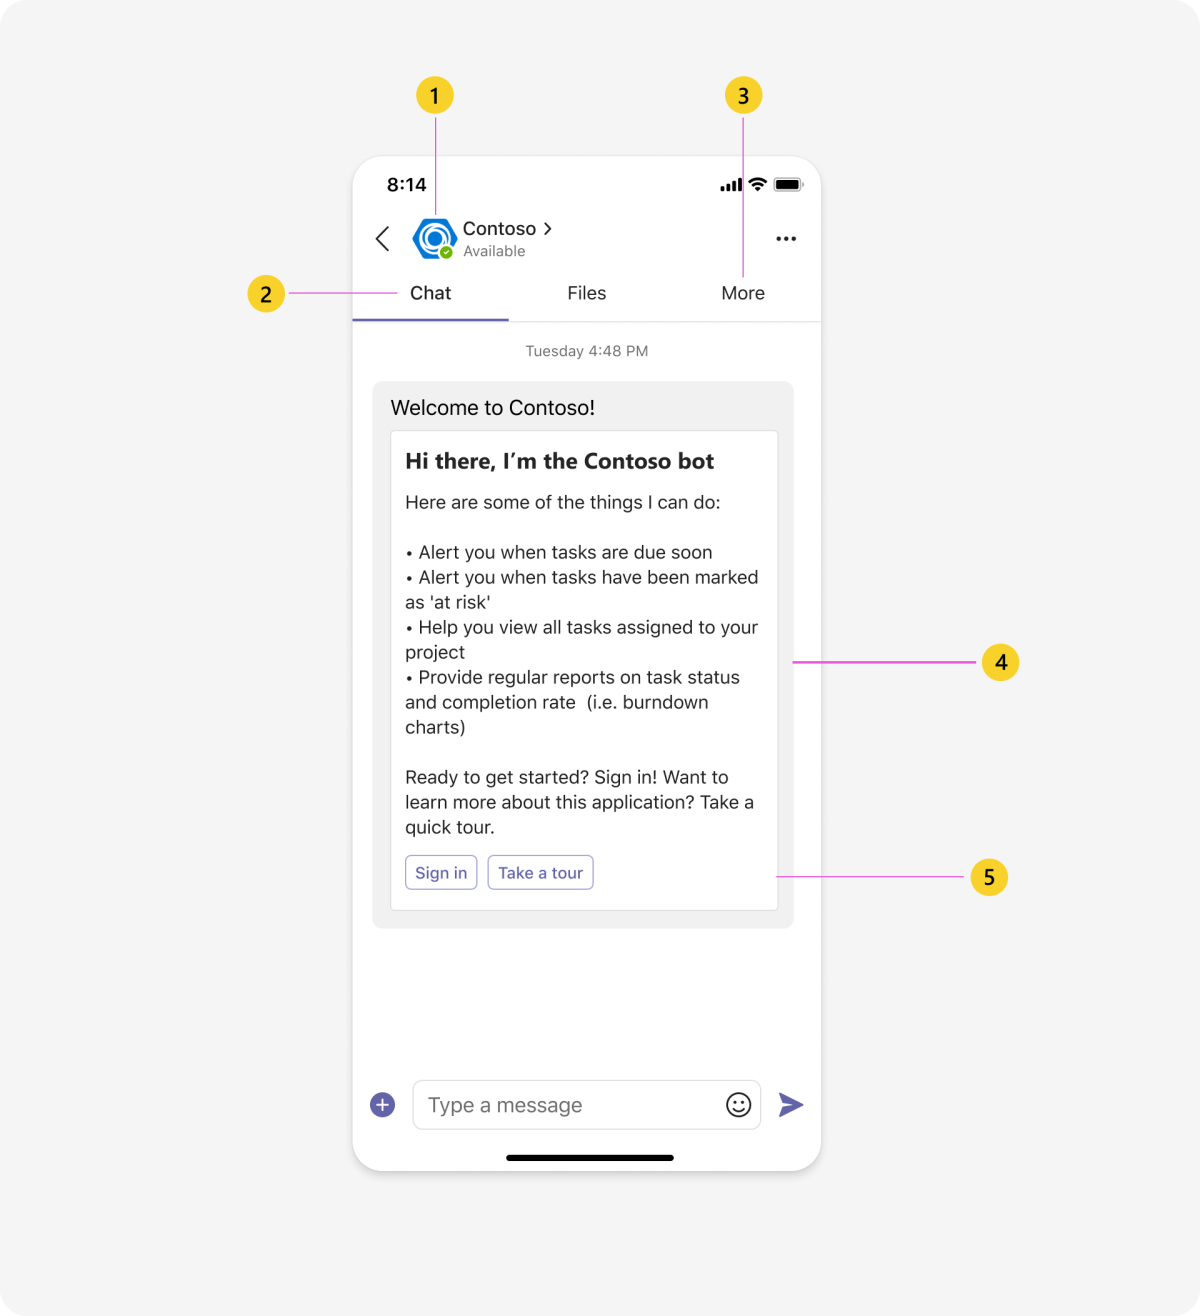 1
3
8:14
Contoso
Available
2
Chat
Files
More
Tuesday 4:48 PM
Welcome to Contoso!
Hi there, I’m the Contoso bot
Here are some of the things I can do:
• Alert you when tasks are due soon
• Alert you when tasks have been marked
as 'at risk'
• Help you view all tasks assigned to your
project
4
• Provide regular reports on task status
and completion rate  (i.e. burndown
charts)
Ready to get started? Sign in! Want to
learn more about this application? Take a
quick tour.
Sign in
Take a tour
5
Type a message